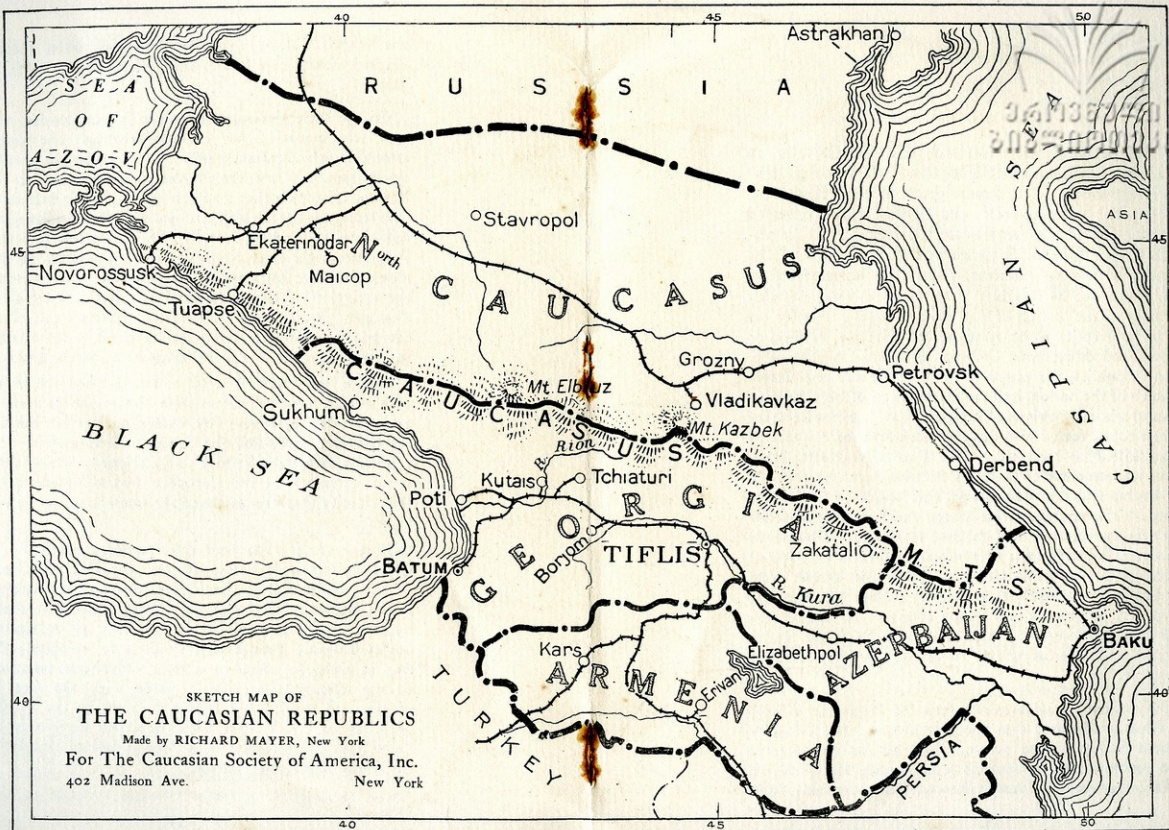 40
45
50
Astrakhan
RUSSIA
SEA
OF
AZOV
CASPIAN SEA
ASIA
Stavropol
45
45
Ekaterinodar
North
CAUCASUS
Novorossusk
Maicop
Tuapse
Grozny
Petrovsk
Mt. Elbruz
Vladikavkaz
Sukhum
CAUCASUS MTS
Mt. Kazbek
BLACK SEA
R. Rion
Derbend
Kutais
Tchiaturi
Poti
GEORGIA
Borjom
TIFLIS
Zakatali
BATUM
R. Kura
AZERBAIJAN
BAKU
Kars
Elizabethpol
ARMENIA
Erivan
40
40
TURKEY
PERSIA
SKETCH MAP OF
THE CAUCASIAN REPUBLICS
Made by RICHARD MAYER, New York
For The Caucasian Society of America, Inc.
402 Madison Ave. New York
40
45
50